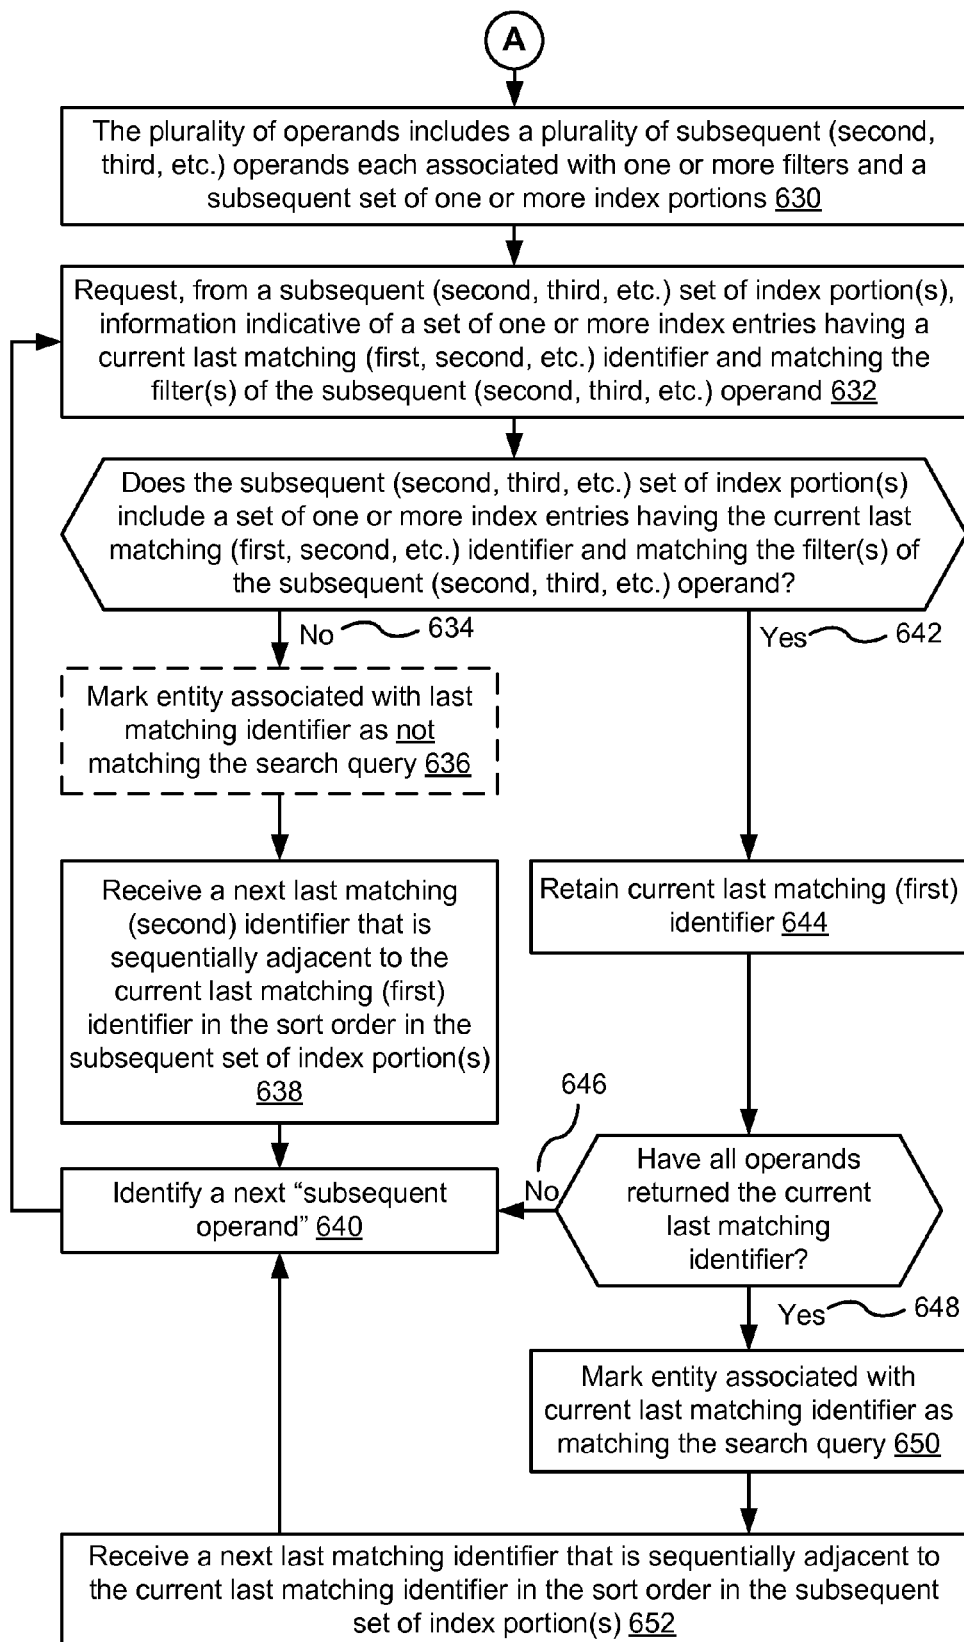 A
The plurality of operands includes a plurality of subsequent (second,
third, etc.) operands each associated with one or more filters and a
subsequent set of one or more index portions 630
Request, from a subsequent (second, third, etc.) set of index portion(s),
information indicative of a set of one or more index entries having a
current last matching (first, second, etc.) identifier and matching the
filter(s) of the subsequent (second, third, etc.) operand 632
Does the subsequent (second, third, etc.) set of index portion(s)
include a set of one or more index entries having the current last
matching (first, second, etc.) identifier and matching the filter(s) of
the subsequent (second, third, etc.) operand?
No 634
Yes 642
Mark entity associated with last
matching identifier as not
matching the search query 636
Receive a next last matching
(second) identifier that is
sequentially adjacent to the
current last matching (first)
identifier in the sort order in the
subsequent set of index portion(s)
638
Retain current last matching (first)
identifier 644
646
No
Have all operands
returned the current
last matching
identifier?
Identify a next “subsequent
operand” 640
Yes 648
Mark entity associated with
current last matching identifier as
matching the search query 650
Receive a next last matching identifier that is sequentially adjacent to
the current last matching identifier in the sort order in the subsequent
set of index portion(s) 652